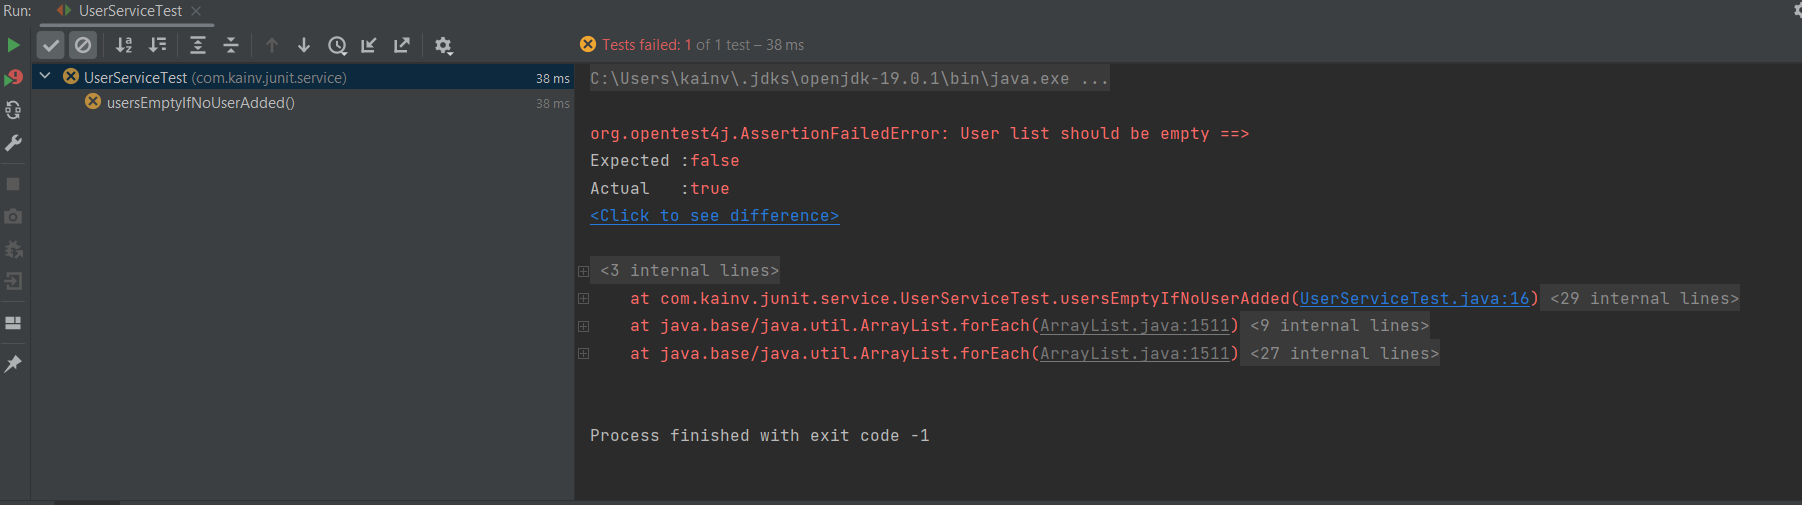 Run: UserServiceTest
Tests failed: 1 of 1 test – 38 ms
UserServiceTest (com.kainv.junit.service) 38 ms
usersEmptyIfNoUserAdded() 38 ms
C:\Users\kainv\.jdks\openjdk-19.0.1\bin\java.exe ...
org.opentest4j.AssertionFailedError: User list should be empty ==>
Expected :false
Actual   :true
<Click to see difference>
<3 internal lines>
at com.kainv.junit.service.UserServiceTest.usersEmptyIfNoUserAdded(UserServiceTest.java:16) <29 internal lines>
at java.base/java.util.ArrayList.forEach(ArrayList.java:1511) <9 internal lines>
at java.base/java.util.ArrayList.forEach(ArrayList.java:1511) <27 internal lines>
Process finished with exit code -1